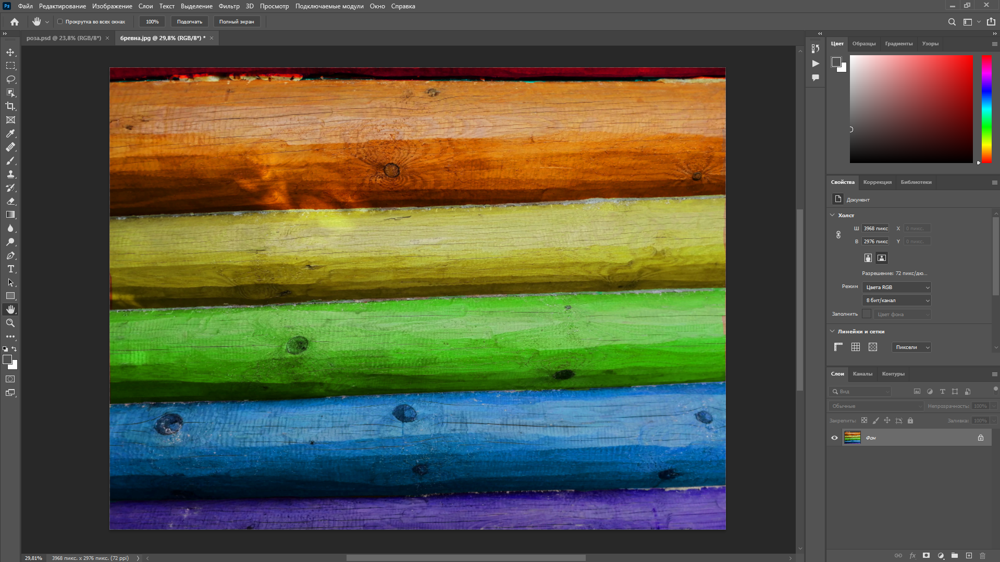 Ps Файл Редактирование Изображение Слои Текст Выделение Фильтр 3D Просмотр Подключаемые модули Окно Справка
Прокрутка во всех окнах 100% Подогнать Полный экран
роза.psd @ 23,8% (RGB/8*) × бревна.jpg @ 29,8% (RGB/8*) * ×
Цвет Образцы Градиенты Узоры
Свойства Коррекция Библиотеки
Документ
Холст
Ш 3968 пикс X 0 пикс.
В 2976 пикс Y 0 пикс.
Разрешение: 72 пикс/дю...
Режим Цвета RGB
8 бит/канал
Заполнить Цвет фона
Линейки и сетки
Пиксели
Слои Каналы Контуры
Вид
Обычные Непрозрачность: 100%
Закрепить: Заливка: 100%
Фон
fx
29,81% 3968 пикс. x 2976 пикс. (72 ppi)